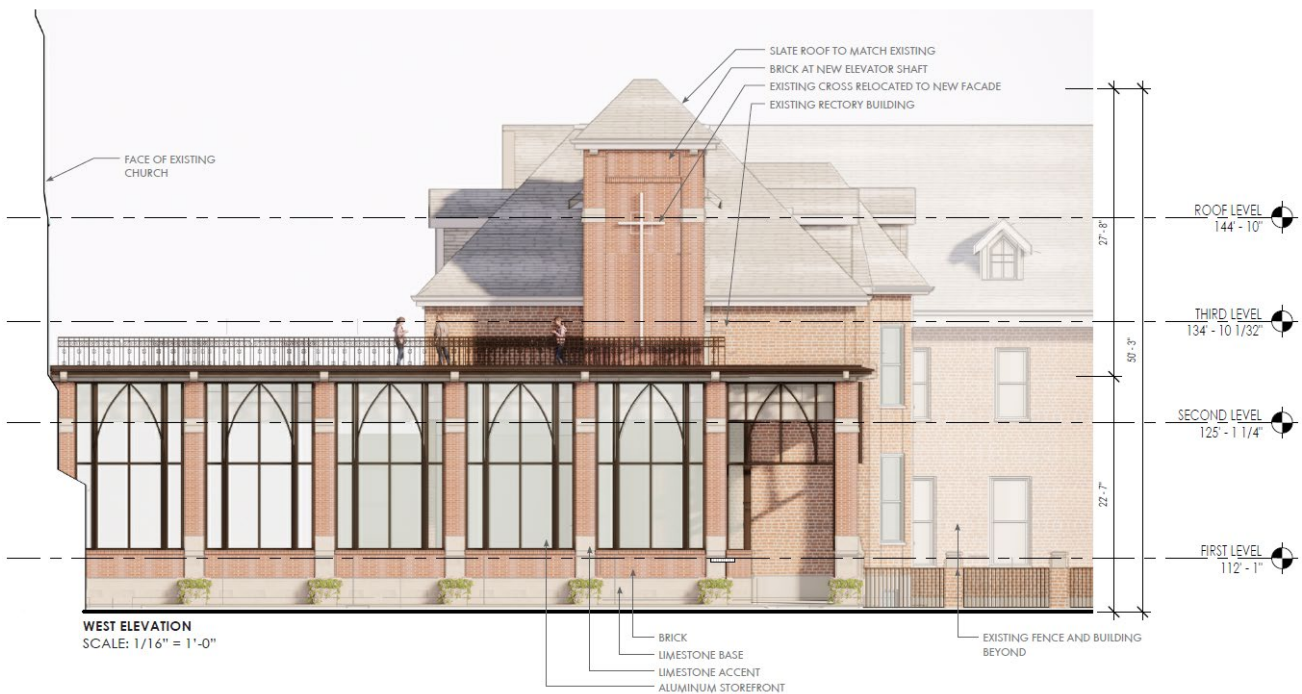 SLATE ROOF TO MATCH EXISTING
BRICK AT NEW ELEVATOR SHAFT
EXISTING CROSS RELOCATED TO NEW FACADE
EXISTING RECTORY BUILDING
FACE OF EXISTING
CHURCH
ROOF LEVEL
144' - 10"
27' - 8"
THIRD LEVEL
134' - 10 1/32"
50' - 3"
SECOND LEVEL
125' - 1 1/4"
22' - 7"
FIRST LEVEL
112' - 1"
WEST ELEVATION
SCALE: 1/16" = 1'-0"
BRICK
LIMESTONE BASE
LIMESTONE ACCENT
ALUMINUM STOREFRONT
EXISTING FENCE AND BUILDING
BEYOND